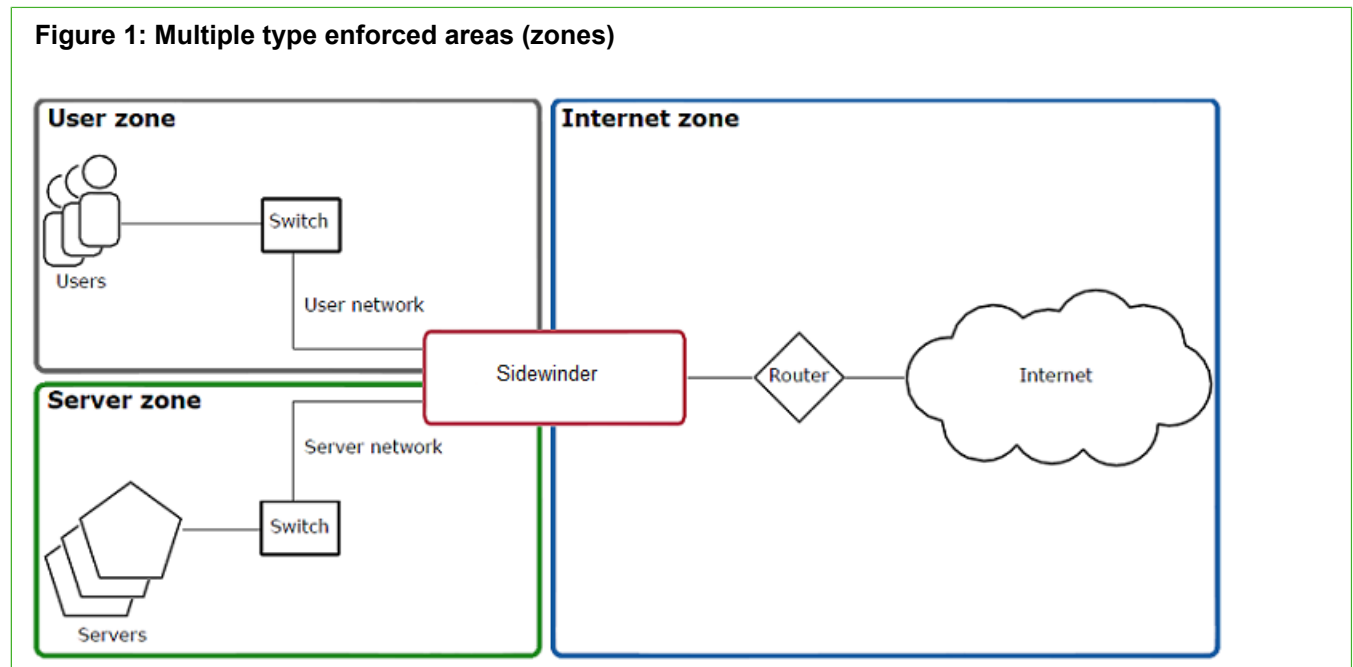 Figure 1: Multiple type enforced areas (zones)
User zone
Users
Switch
User network
Server zone
Server network
Switch
Servers
Sidewinder
Internet zone
Router
Internet